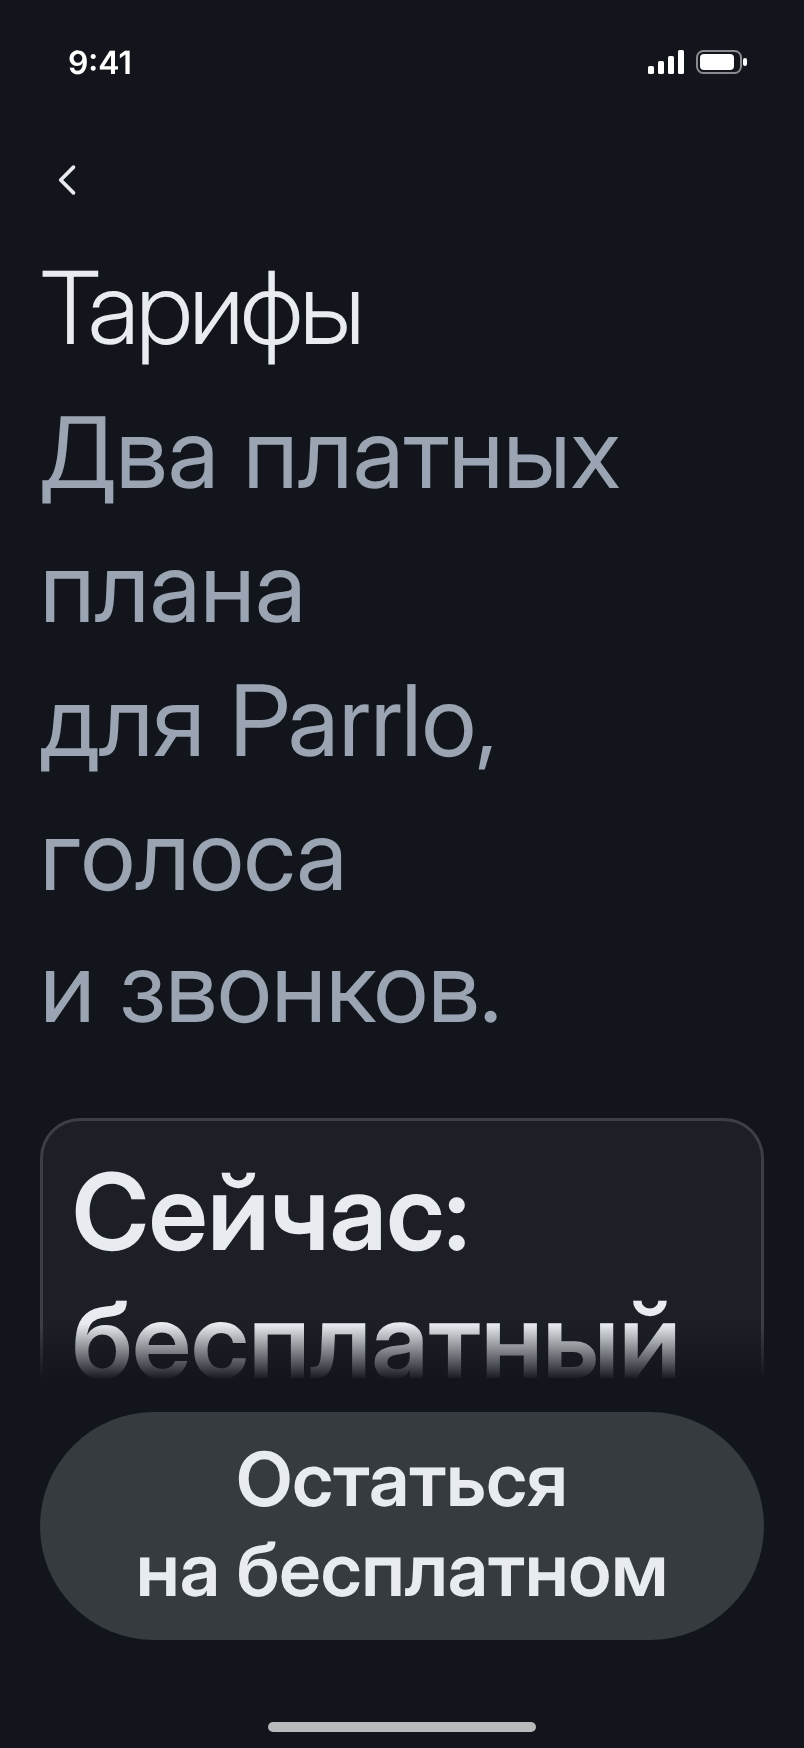 9:41
Тарифы
Два платных
плана
для Parrlo,
голоса
и звонков.
Сейчас:
бесплатный
Остаться
на бесплатном